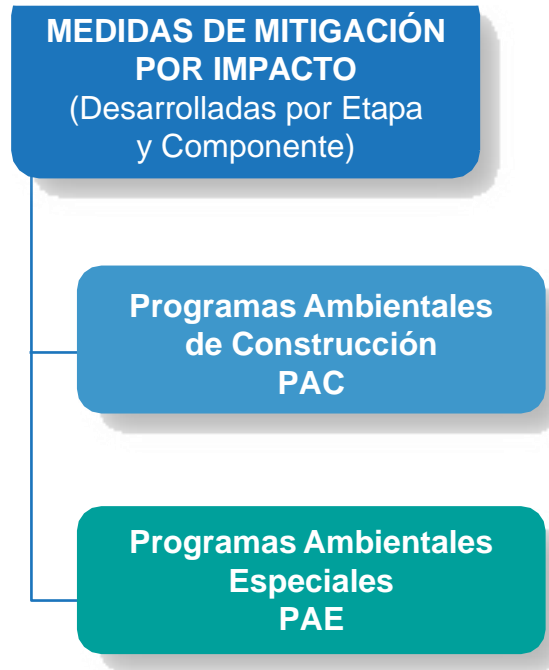 MEDIDAS DE MITIGACIÓN
POR IMPACTO
(Desarrolladas por Etapa
y Componente)
Programas Ambientales
de Construcción
PAC
Programas Ambientales
Especiales
PAE